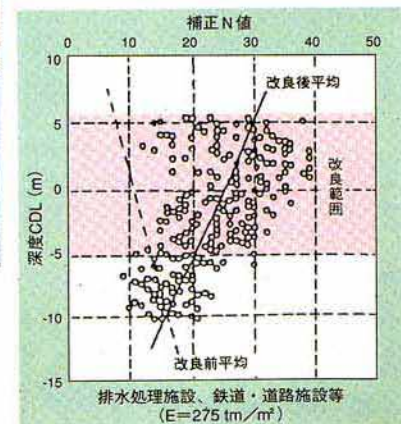 補正N値
0 10 20 30 40 50
10
5
0
-5
-10
-15
深度CDL(m)
改良後平均
改良範囲
改良前平均
排水処理施設、鉄道・道路施設等
(E=275 tm/m²)